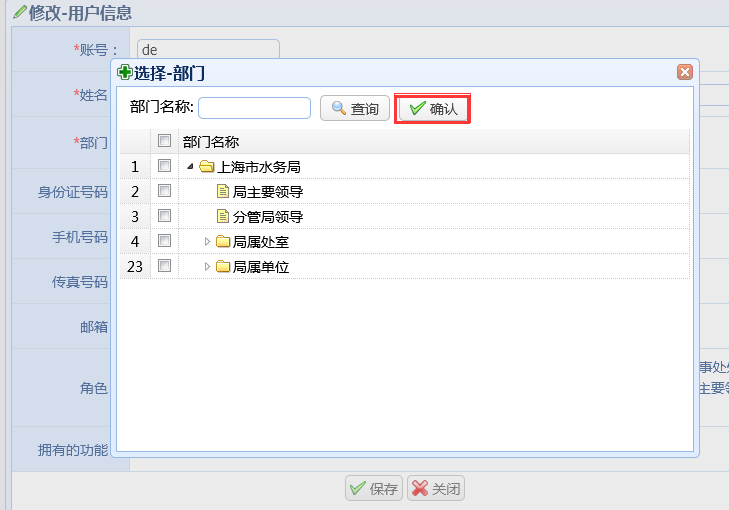 修改-用户信息
*账号： de
选择-部门
*姓名
部门名称: 查询 确认
*部门
部门名称
1 上海市水务局
2 局主要领导
3 分管局领导
4 局属处室
23 局属单位
身份证号码
手机号码
传真号码
邮箱
角色
事处
主要
拥有的功能
保存 关闭